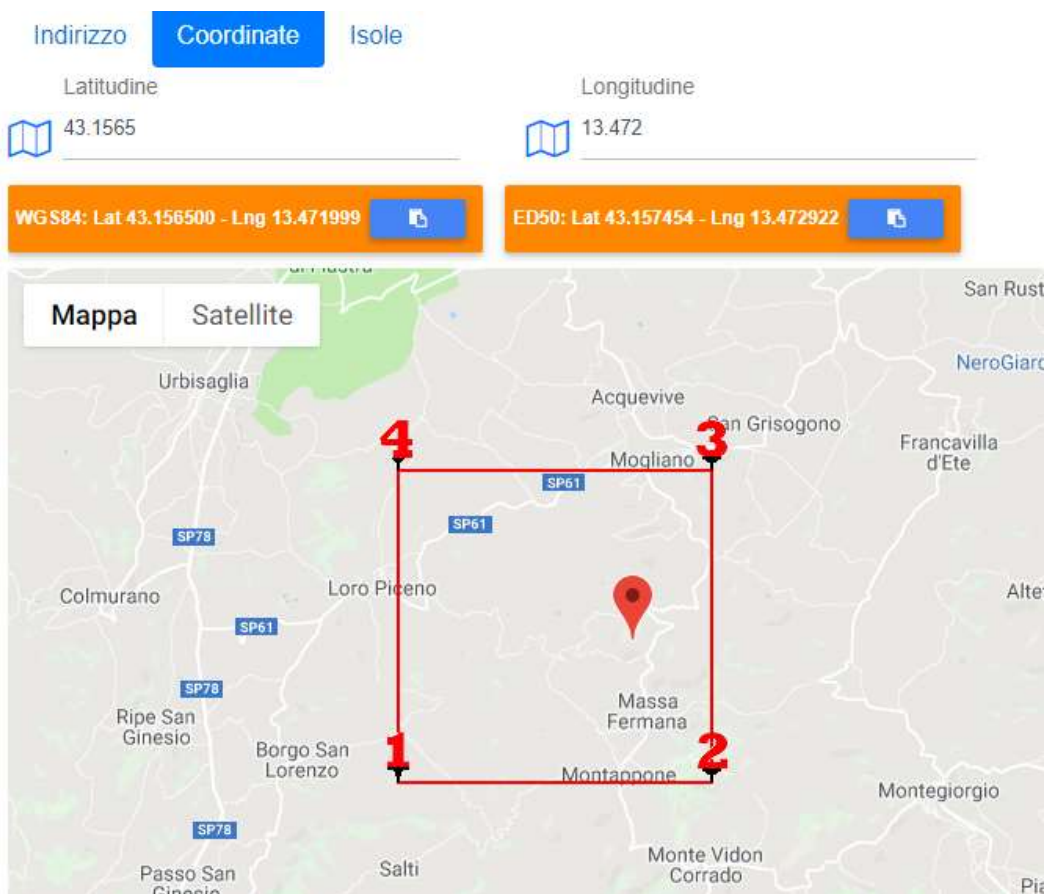 Indirizzo
Coordinate
Isole
Latitudine
Longitudine
43.1565
13.472
WGS84: Lat 43.156500 - Lng 13.471999
ED50: Lat 43.157454 - Lng 13.472922
Mappa
Satellite
San Rust
NeroGiard
Urbisaglia
Acquevive
San Grisogono
4
3
Francavilla
d'Ete
Mogliano
SP61
SP61
SP78
Colmurano
Loro Piceno
Alte
SP61
SP78
Massa
Fermana
Ripe San
Ginesio
Borgo San
Lorenzo
1
2
Montappone
Montegiorgio
SP78
Passo San
Ginesio
Salti
Monte Vidon
Corrado
Pia